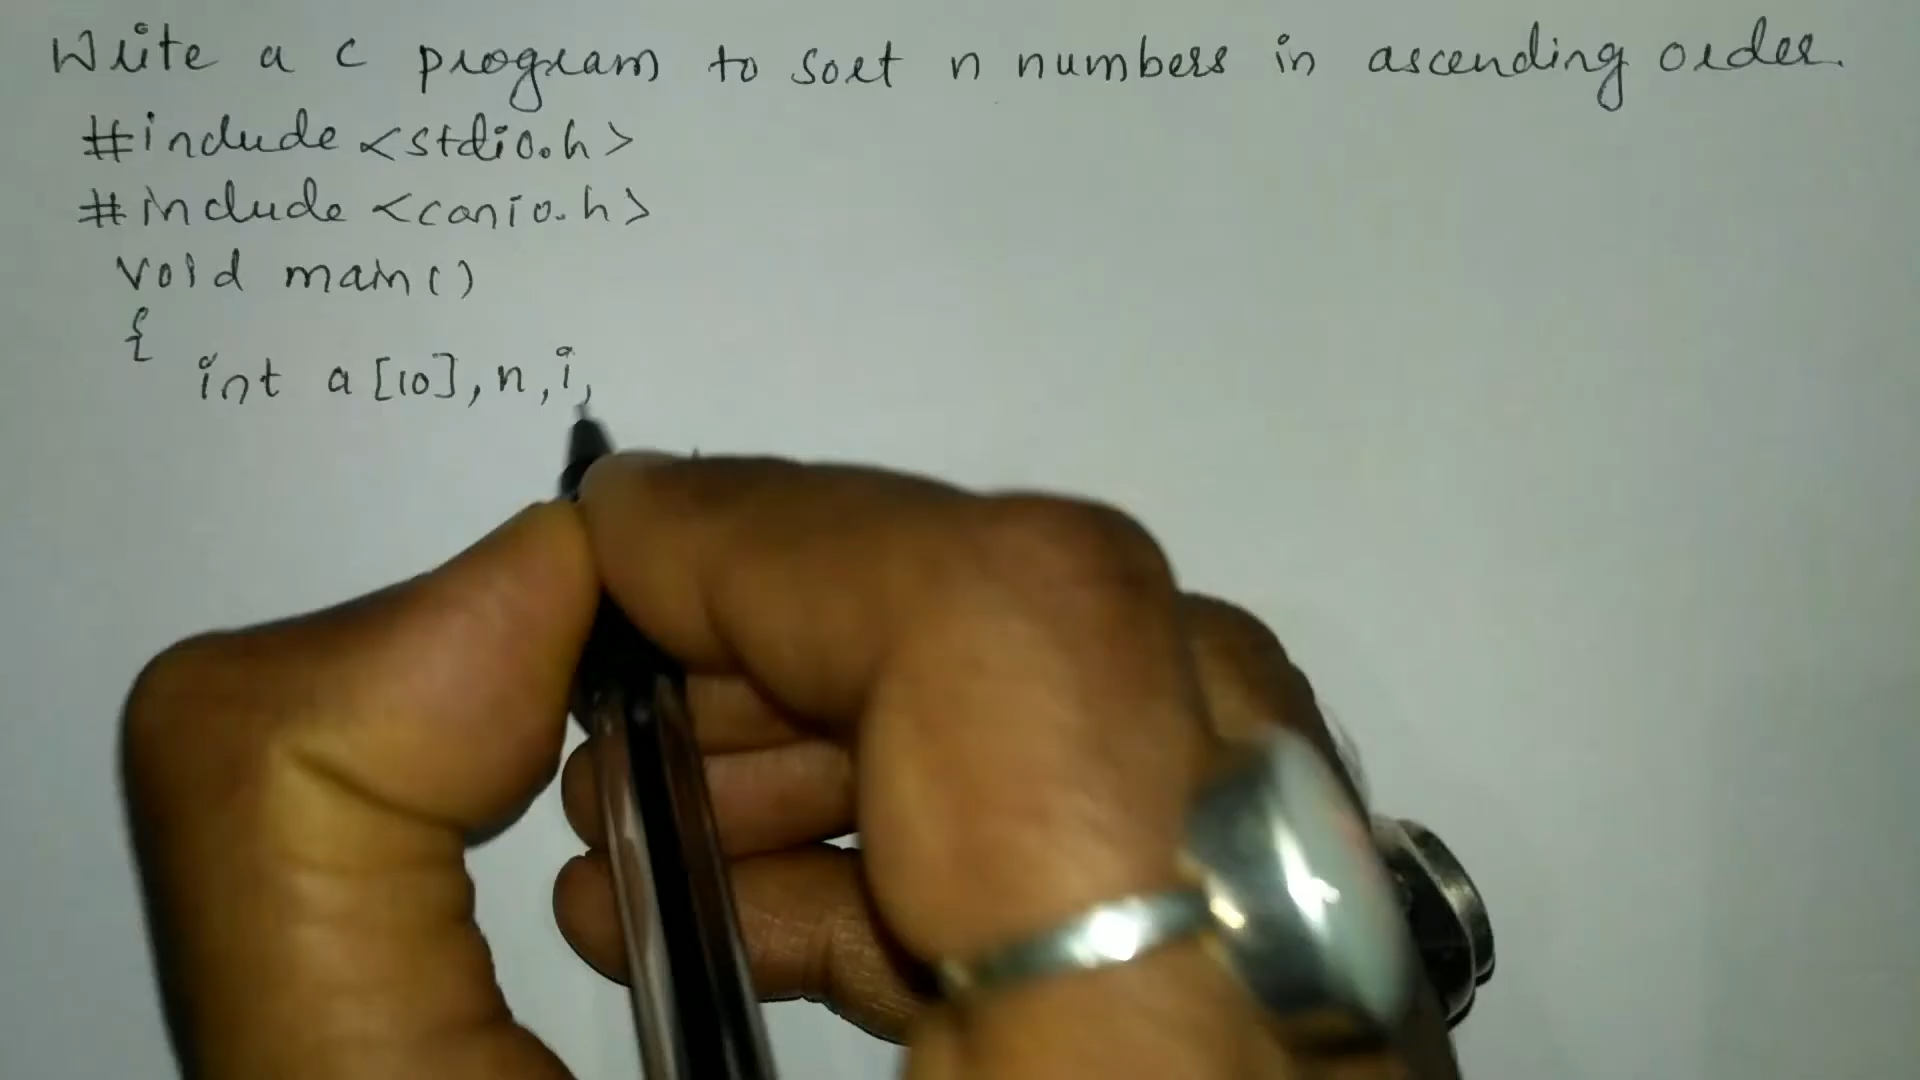 Write a c program to sort n numbers in ascending order.
#include <stdio.h>
#include <conio.h>
void main()
{
int a[10], n, i,